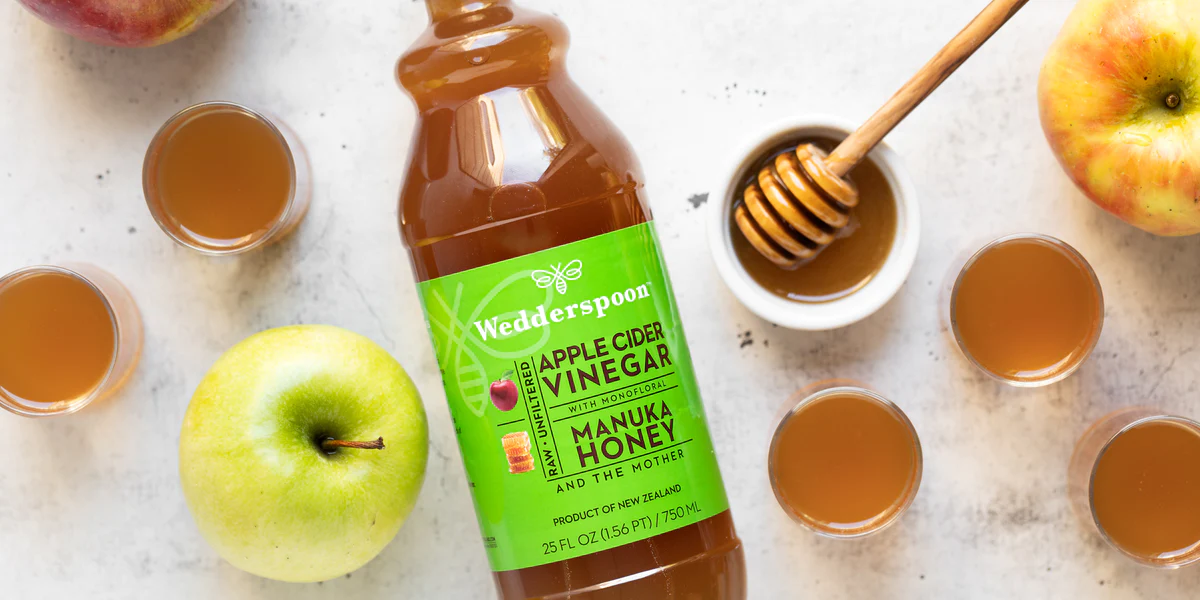 Wedderspoon™
RAW • UNFILTERED
APPLE CIDER
VINEGAR
WITH MONOFLORAL
MANUKA
HONEY
AND THE MOTHER
PRODUCT OF NEW ZEALAND
25 FL OZ (1.56 PT) / 750 ML